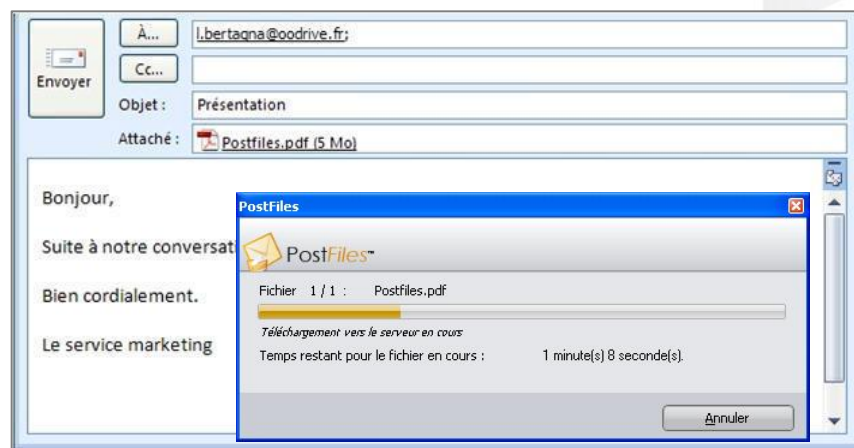 À...
l.bertagna@oodrive.fr;
Envoyer
Cc...
Objet :
Présentation
Attaché :
Postfiles.pdf (5 Mo)
Bonjour,
Suite à notre
Bien cordialement.
Le service marketing
PostFiles
PostFiles™
Fichier 1 / 1 : Postfiles.pdf
Téléchargement vers le serveur en cours
Temps restant pour le fichier en cours : 1 minute(s) 8 seconde(s).
Annuler